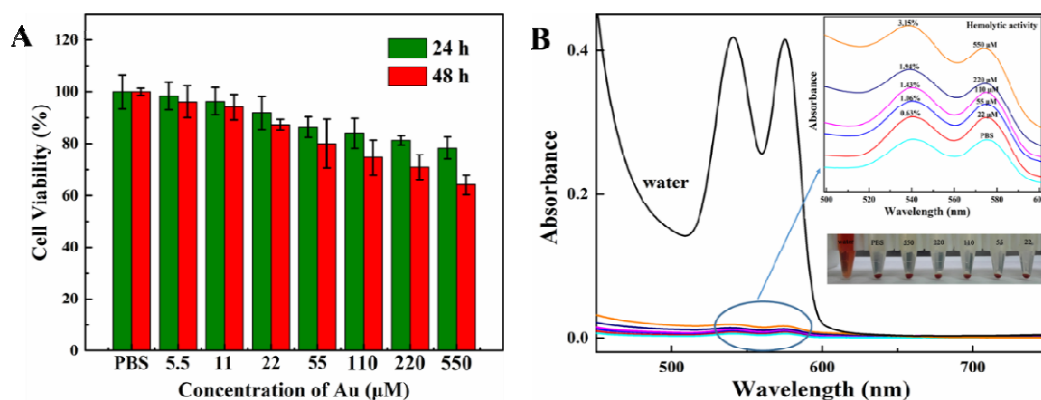 A
120
100
80
60
40
20
0
Cell Viability (%)
24 h
48 h
PBS 5.5 11 22 55 110 220 550
Concentration of Au (μM)
B
0.4
0.2
0.0
Absorbance
water
500 600 700
Wavelength (nm)
Hemolytic activity
3.15%
550 μM
1.94%
220 μM
1.43%
110 μM
1.06%
55 μM
0.63%
22 μM
PBS
Absorbance
500 520 540 560 580 60
Wavelength (nm)
PBS 550 220 110 55 22